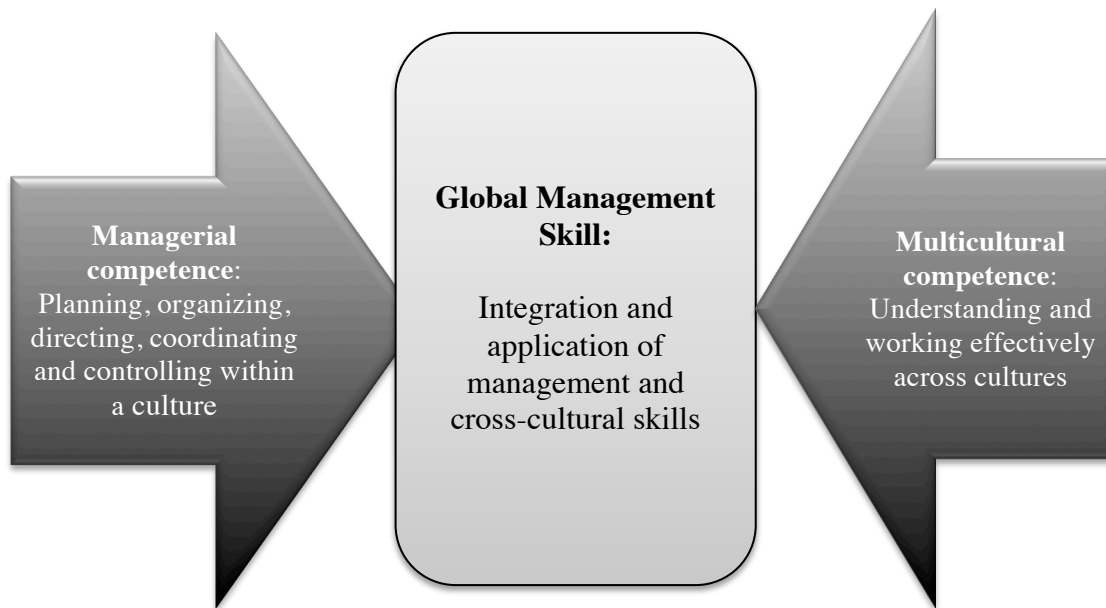 Managerial
competence:
Planning, organizing,
directing, coordinating
and controlling within
a culture
Global Management
Skill:
Integration and
application of
management and
cross-cultural skills
Multicultural
competence:
Understanding and
working effectively
across cultures